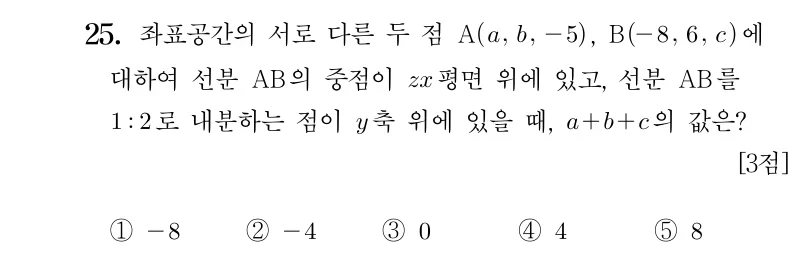 25. 좌표공간의 서로 다른 두 점 A(a, b, −5), B(−8, 6, c)에
대하여 선분 AB의 중점이 zx평면 위에 있고, 선분 AB를
1:2로 내분하는 점이 y축 위에 있을 때, a+b+c의 값은?
[3점]
① −8 ② −4 ③ 0 ④ 4 ⑤ 8